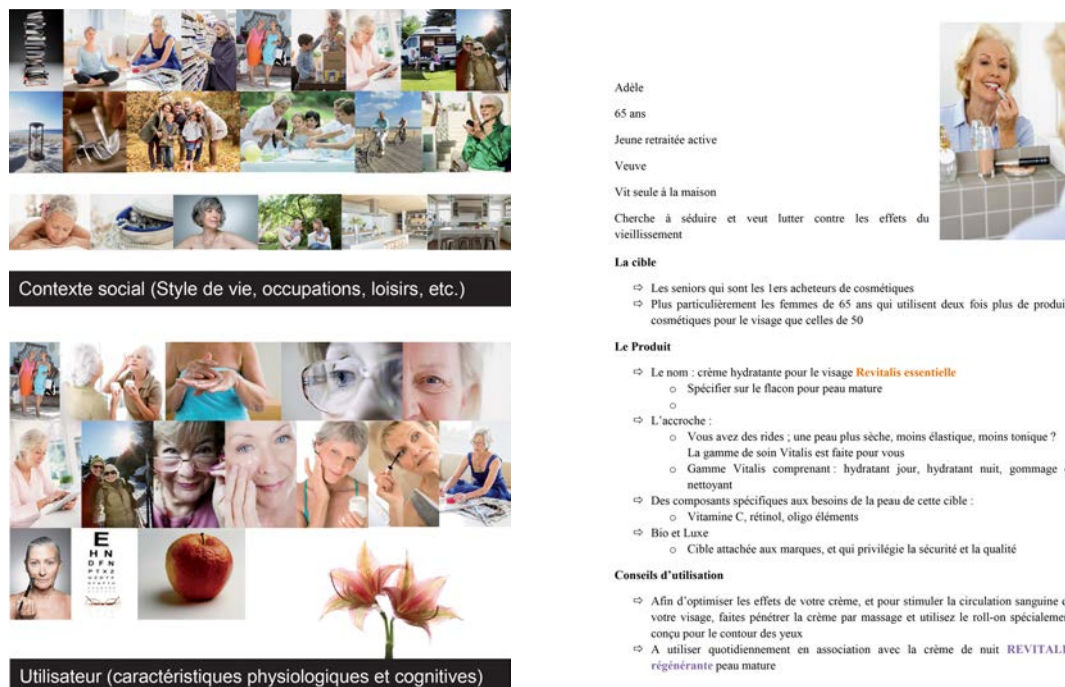 Contexte social (Style de vie, occupations, loisirs, etc.)
E
H N
D F N
P T X Z
Utilisateur (caractéristiques physiologiques et cognitives)
Adèle
65 ans
Jeune retraitée active
Veuve
Vit seule à la maison
Cherche à séduire et veut lutter contre les effets du
vieillissement
La cible
⇨ Les seniors qui sont les 1ers acheteurs de cosmétiques
⇨ Plus particulièrement les femmes de 65 ans qui utilisent deux fois plus de produi
cosmétiques pour le visage que celles de 50
Le Produit
⇨ Le nom : crème hydratante pour le visage Revitalis essentielle
o Spécifier sur le flacon pour peau mature
o
⇨ L'accroche :
o Vous avez des rides ; une peau plus sèche, moins élastique, moins tonique ?
La gamme de soin Vitalis est faite pour vous
o Gamme Vitalis comprenant : hydratant jour, hydratant nuit, gommage
nettoyant
⇨ Des composants spécifiques aux besoins de la peau de cette cible :
o Vitamine C, rétinol, oligo éléments
⇨ Bio et Luxe
o Cible attachée aux marques, et qui privilégie la sécurité et la qualité
Conseils d'utilisation
⇨ Afin d'optimiser les effets de votre crème, et pour stimuler la circulation sanguine
votre visage, faites pénétrer la crème par massage et utilisez le roll-on spécialeme
conçu pour le contour des yeux
⇨ A utiliser quotidiennement en association avec la crème de nuit REVITALI
régénérante peau mature